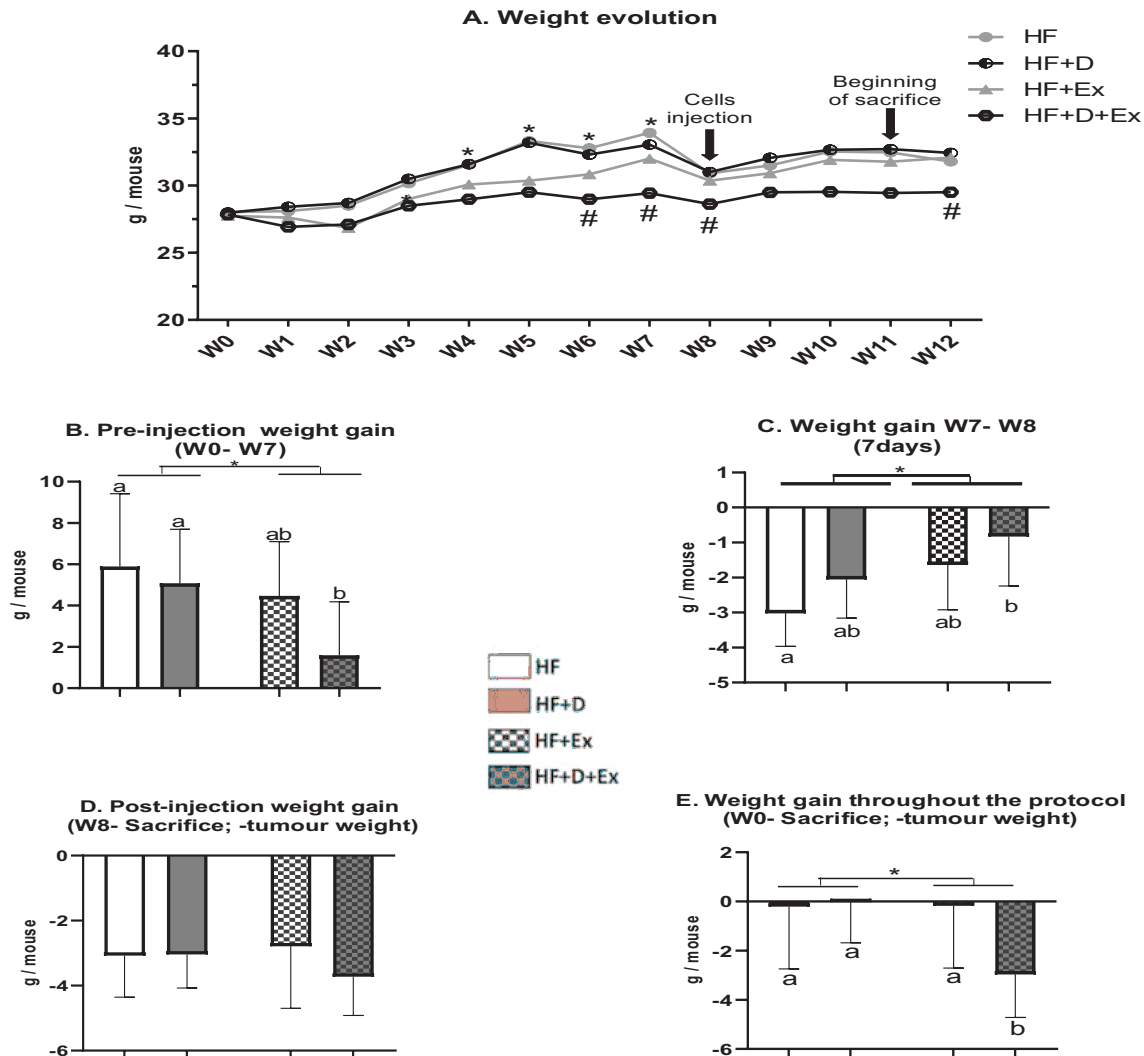 A. Weight evolution
g / mouse
40
35
30
25
20
HF
HF+D
HF+Ex
HF+D+Ex
Cells
injection
Beginning
of sacrifice
*
*
*
*
*
#
#
#
#
W0
W1
W2
W3
W4
W5
W6
W7
W8
W9
W10
W11
W12
B. Pre-injection weight gain
(W0- W7)
*
g / mouse
10
8
6
4
2
0
a
a
ab
b
C. Weight gain W7- W8
(7days)
*
g / mouse
1
0
-1
-2
-3
-4
-5
a
ab
ab
b
HF
HF+D
HF+Ex
HF+D+Ex
D. Post-injection weight gain
(W8- Sacrifice; -tumour weight)
g / mouse
0
-2
-4
-6
E. Weight gain throughout the protocol
(W0- Sacrifice; -tumour weight)
*
g / mouse
2
0
-2
-4
-6
a
a
a
b